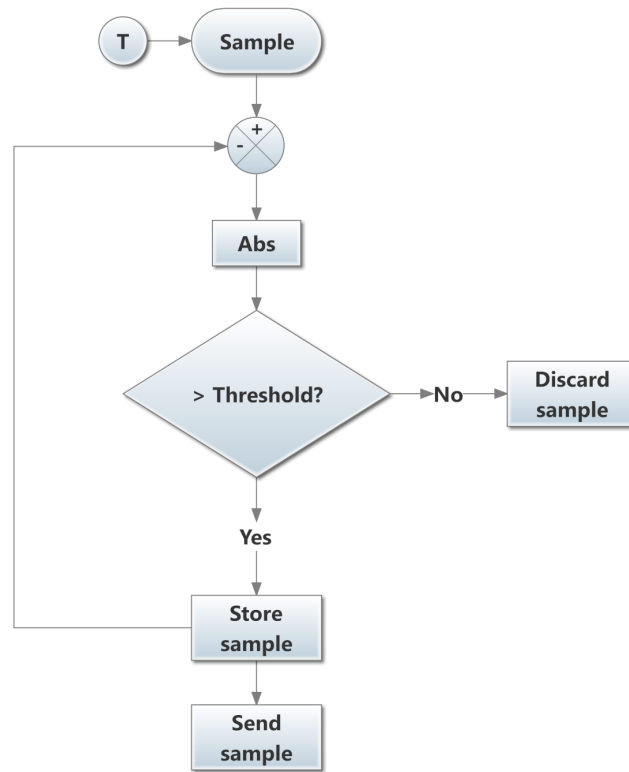 T
Sample
+
-
Abs
> Threshold?
No
Discard
sample
Yes
Store
sample
Send
sample